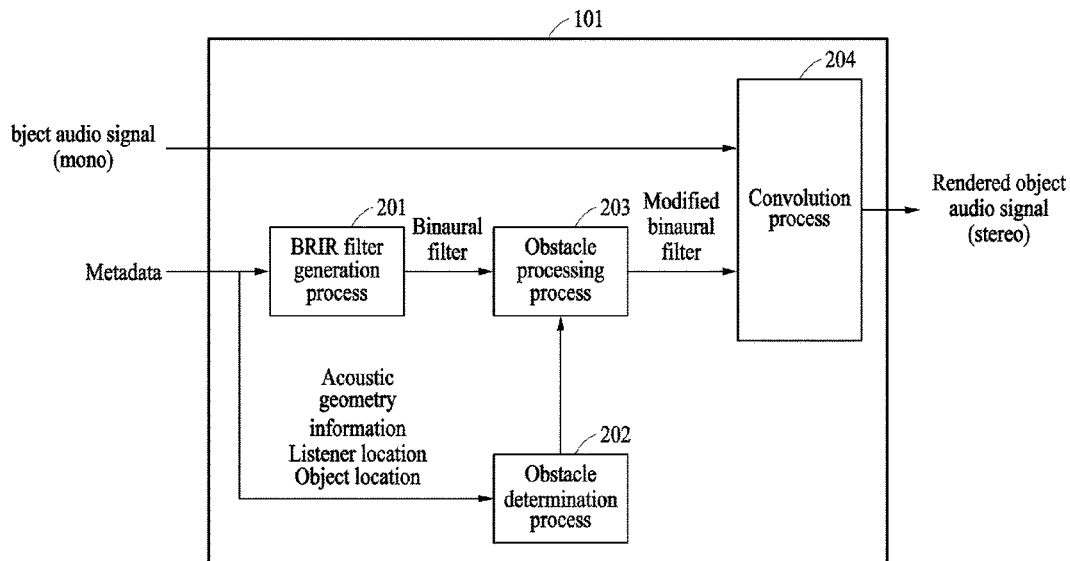 101
204
bject audio signal
(mono)
Convolution
process
Rendered object
audio signal
(stereo)
201
Binaural
filter
203
Modified
binaural
filter
Metadata
BRIR filter
generation
process
Obstacle
processing
process
Acoustic
geometry
information
Listener location
Object location
202
Obstacle
determination
process